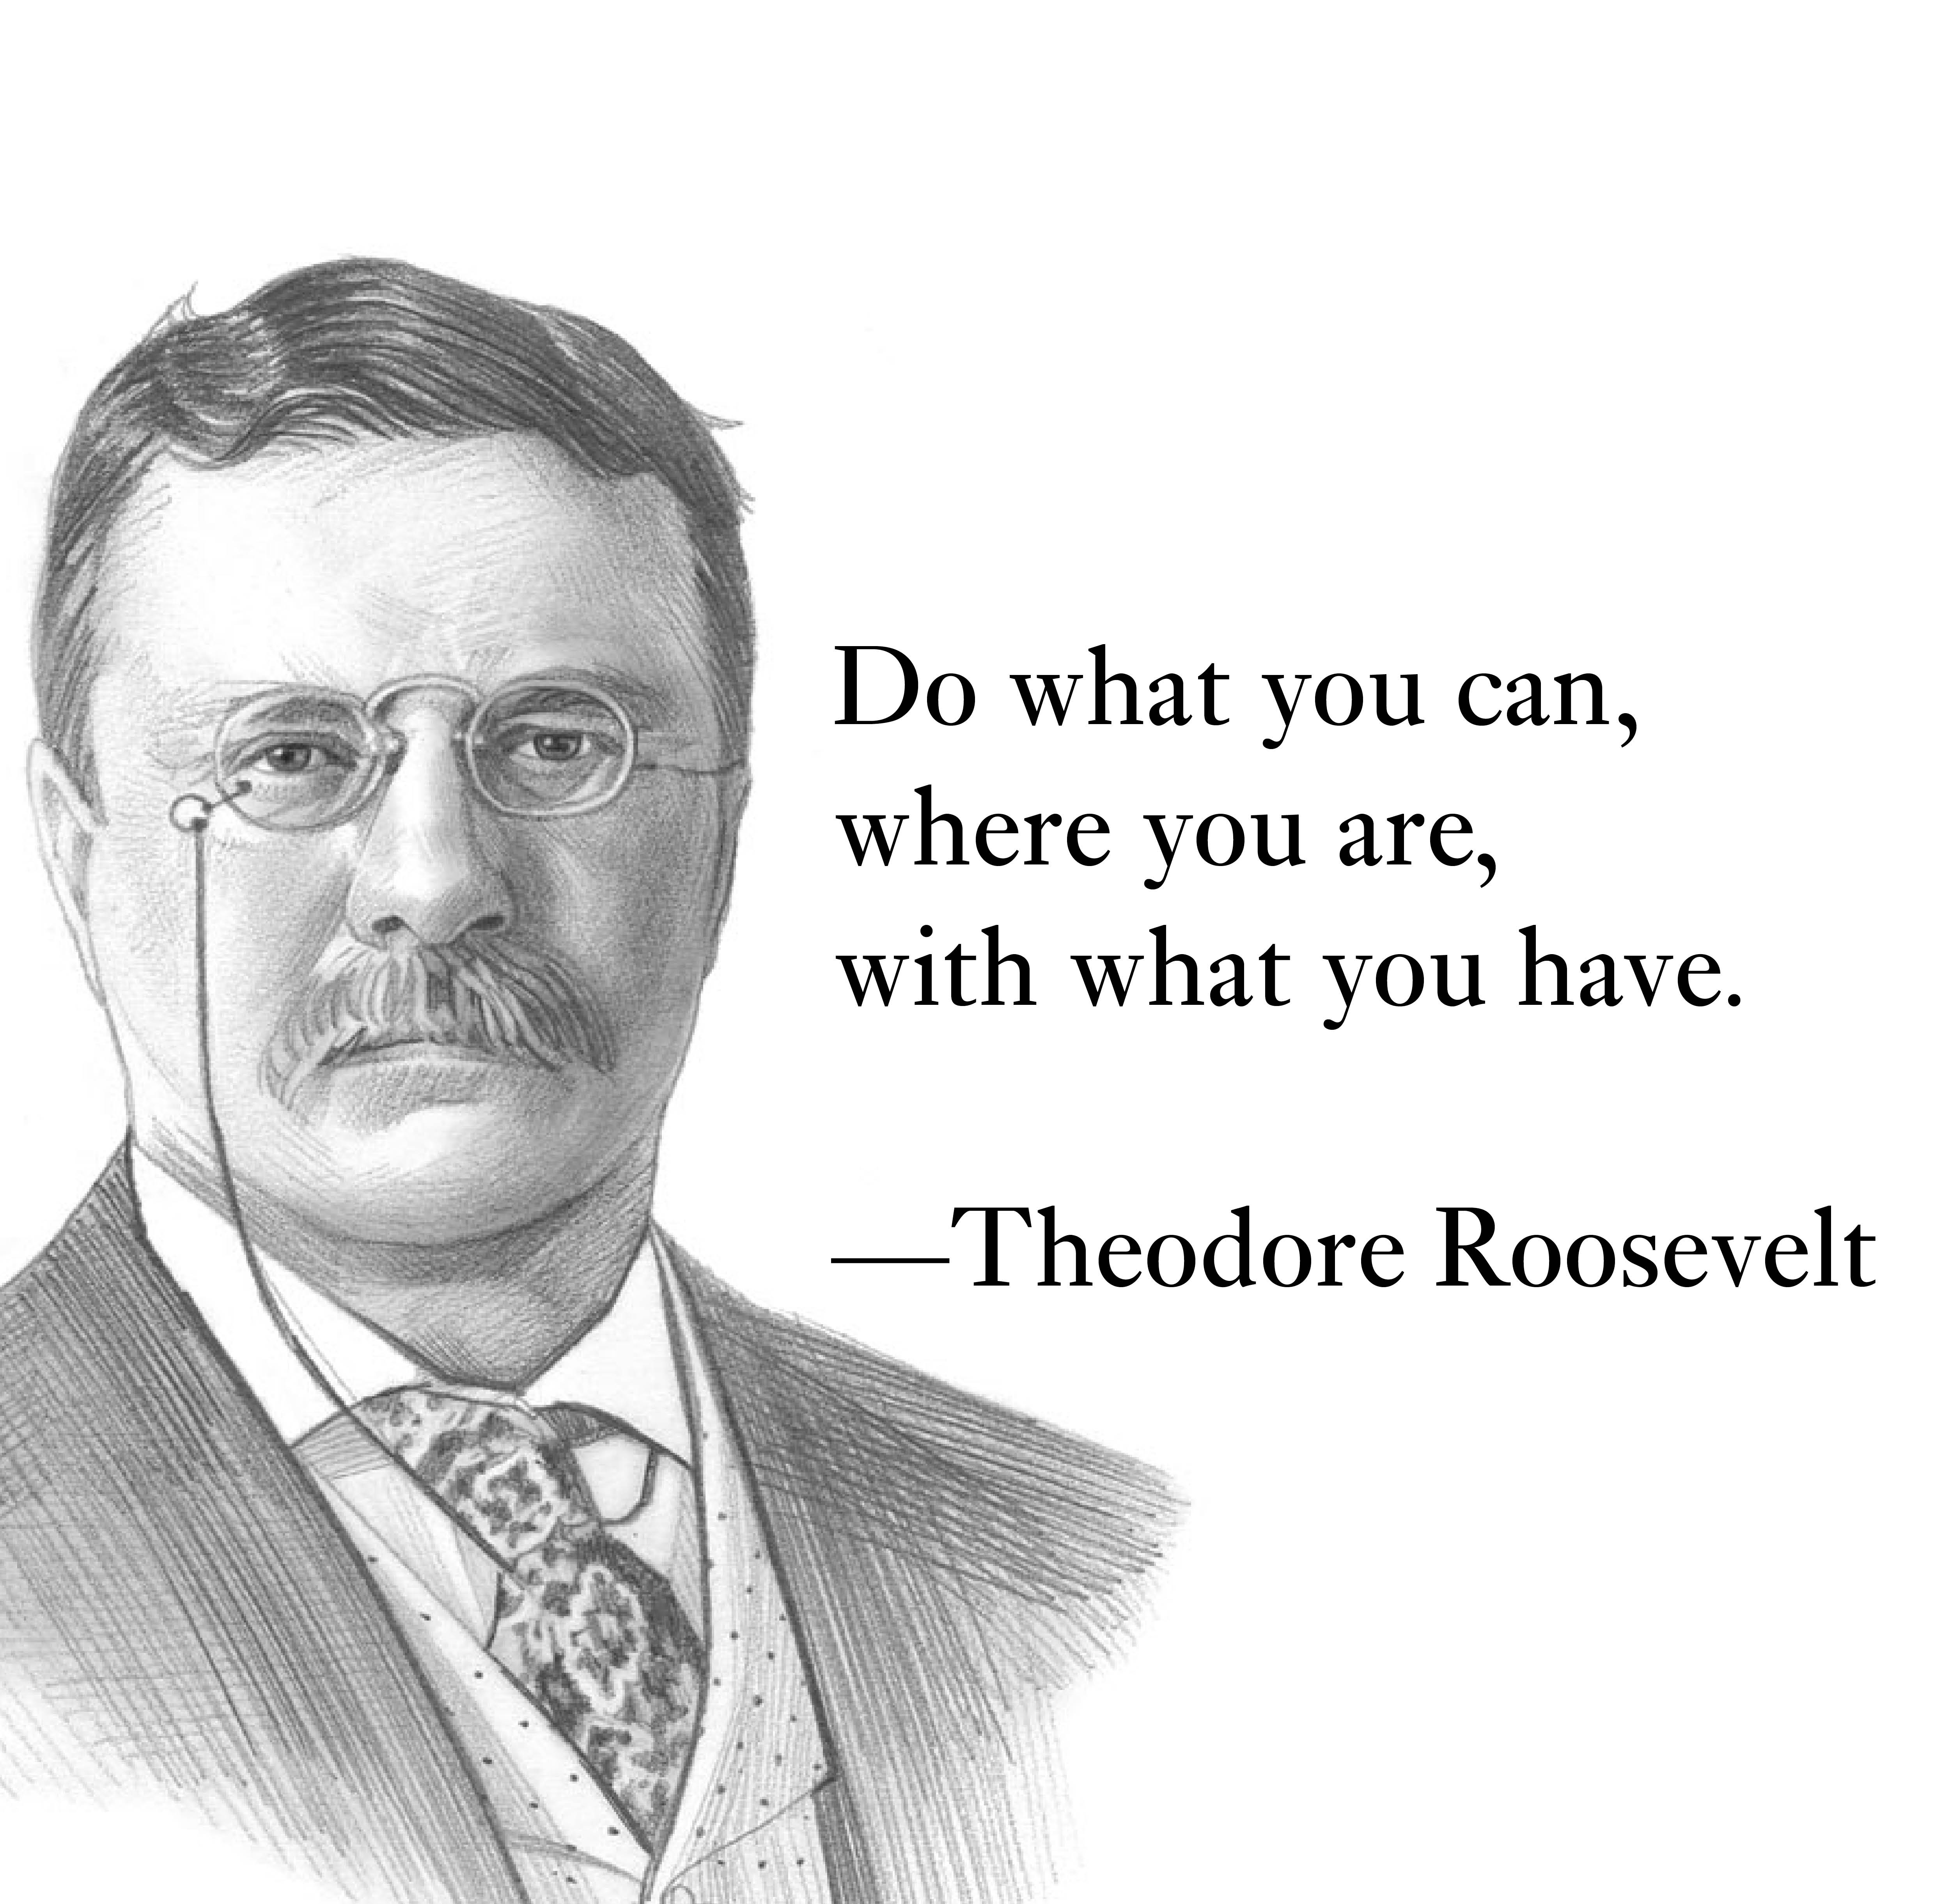 Do what you can,
where you are,
with what you have.
—Theodore Roosevelt